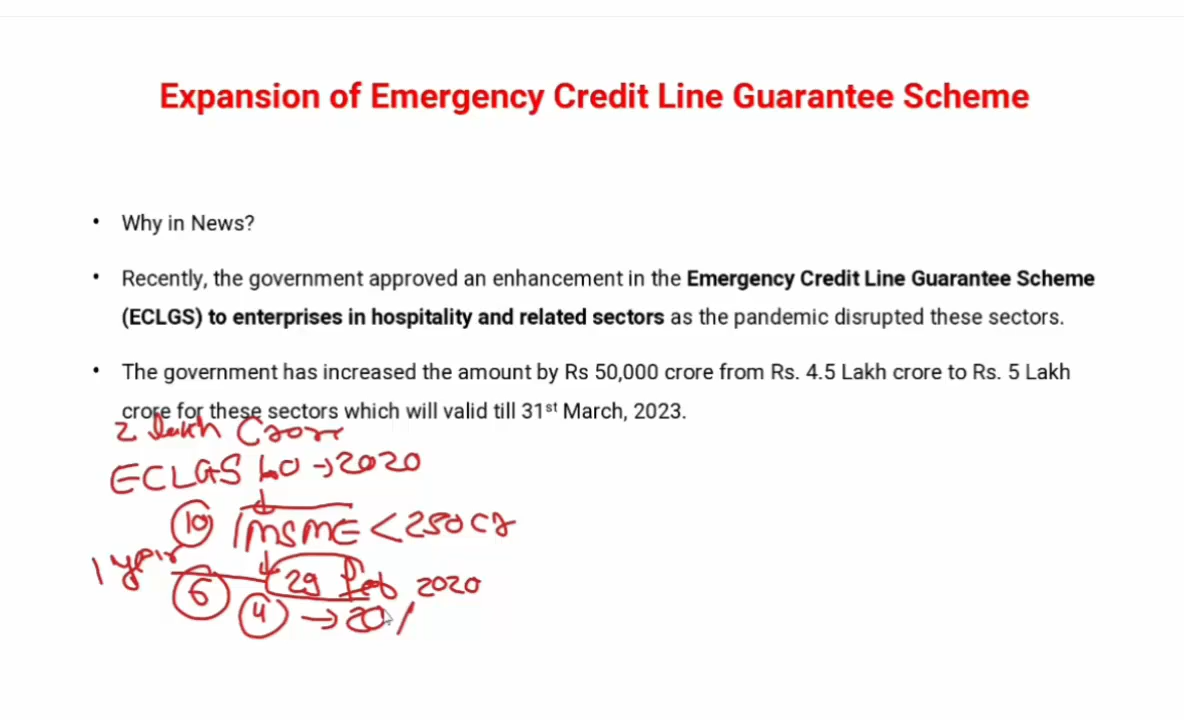 Expansion of Emergency Credit Line Guarantee Scheme
• Why in News?
• Recently, the government approved an enhancement in the Emergency Credit Line Guarantee Scheme
(ECLGS) to enterprises in hospitality and related sectors as the pandemic disrupted these sectors.
• The government has increased the amount by Rs 50,000 crore from Rs. 4.5 Lakh crore to Rs. 5 Lakh
crore for these sectors which will valid till 31st March, 2023.
2 lakh Crore
ECLGS 1.0 → 2020
10 MSME < 250 Cr
1 year
6 29 Feb 2020
4 → 20%